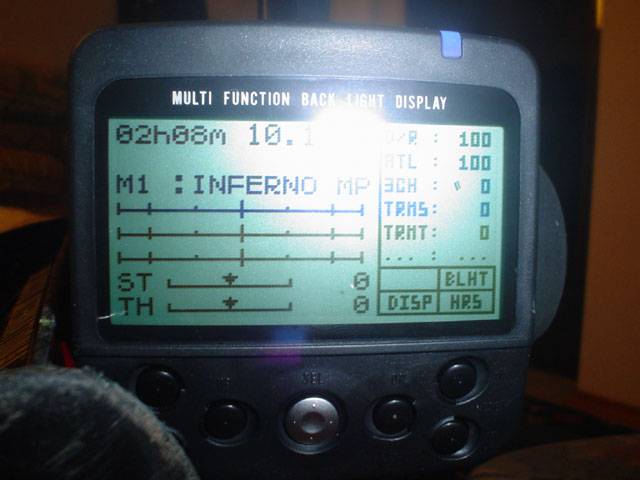 MULTI FUNCTION BACK LIGHT DISPLAY
02h08m 10.1
D/R : 100
ATL : 100
M1 :INFERNO MP
3CH : 0
TRMS: 0
TRMT: 0
... : ...
ST 0
TH 0
BLHT
DISP HRS
SEL